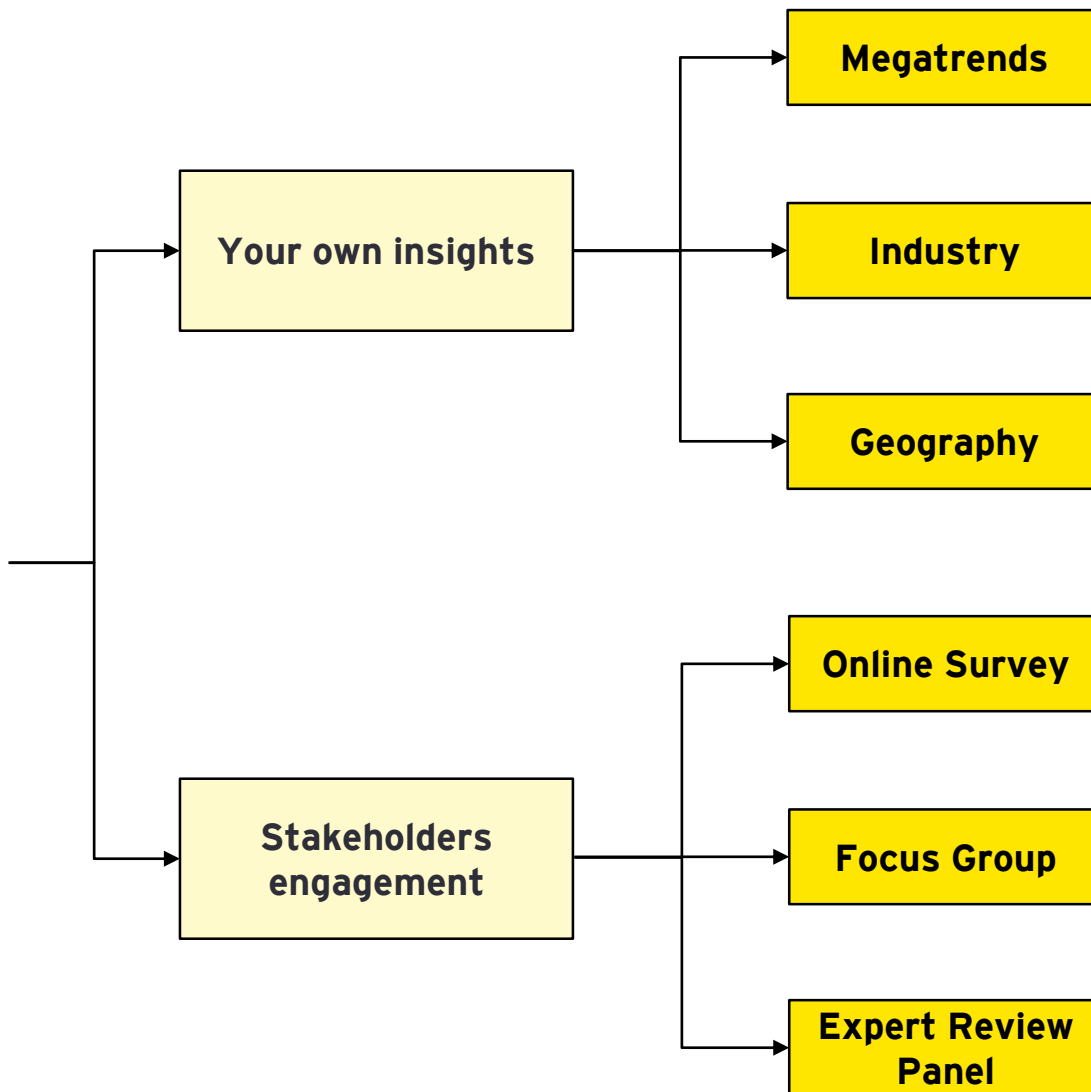 Megatrends
Your own insights
Industry
Geography
Online Survey
Stakeholders
engagement
Focus Group
Expert Review
Panel